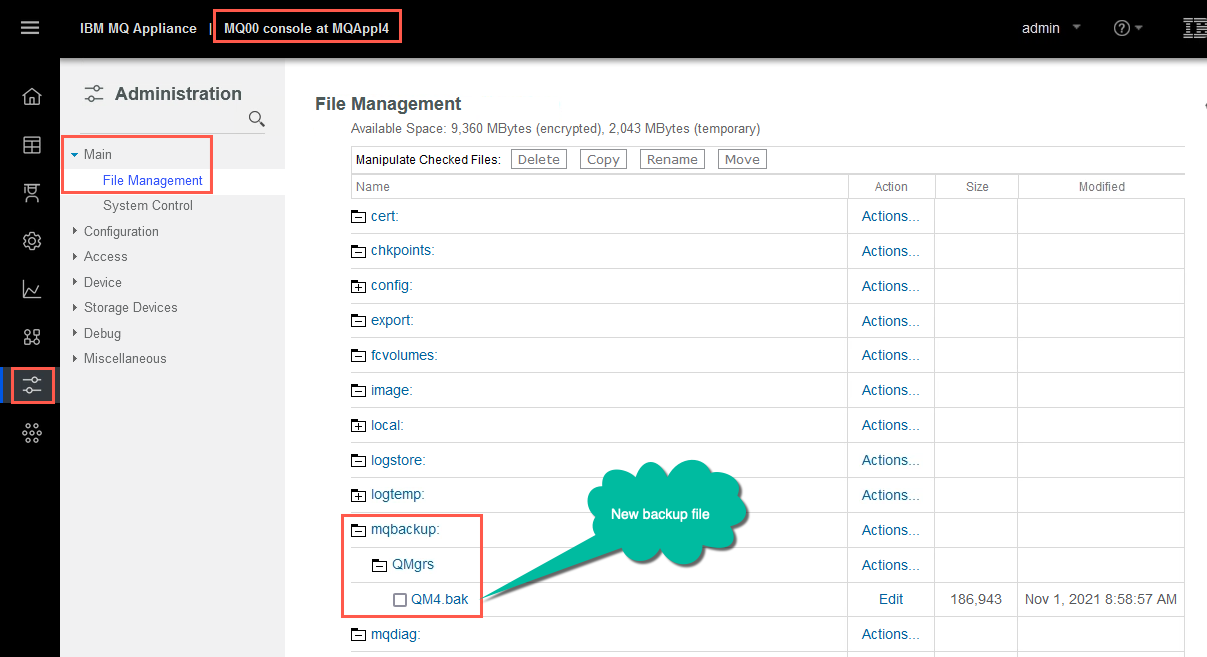 IBM MQ Appliance | MQ00 console at MQAppl4
admin
IBM
Administration
Main
File Management
System Control
Configuration
Access
Device
Storage Devices
Debug
Miscellaneous
File Management
Available Space: 9,360 MBytes (encrypted), 2,043 MBytes (temporary)
Manipulate Checked Files: Delete Copy Rename Move
Name Action Size Modified
cert: Actions...
chkpoints: Actions...
config: Actions...
export: Actions...
fcvolumes: Actions...
image: Actions...
local: Actions...
logstore: Actions...
logtemp: Actions...
New backup file
mqbackup: Actions...
QMgrs Actions...
QM4.bak Edit 186,943 Nov 1, 2021 8:58:57 AM
mqdiag: Actions...